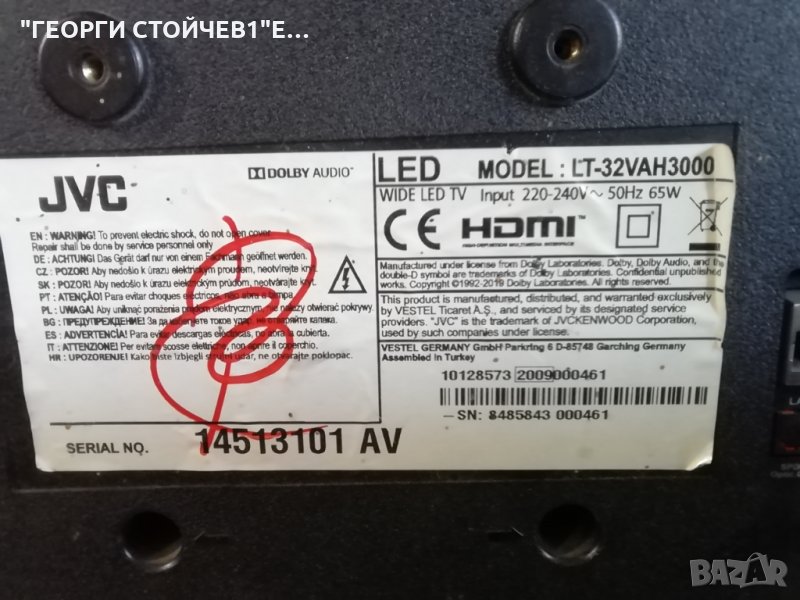 "ГЕОРГИ СТОЙЧЕВ1"Е...
JVC
DOLBY AUDIO™
EN : WARNING! To prevent electric shock, do not open cover.
Repair shall be done by service personnel only
DE : ACHTUNG! Das Gerät darf nur von einem Fachmann geöffnet werden.
CZ : POZOR! Aby nedošlo k úrazu elektrickým proudem, neotvírejte kryt.
SK : POZOR! Aby nedošlo k úrazu elektrickým prúdom, neotvárajte kryt.
PT : ATENÇÃO! Para evitar choques electricos, não abra a tampa.
PL : UWAGA! Aby uniknąć porażenia prądem elektrycznym, nie należy otwierać pokrywy.
BG : ПРЕДУПРЕЖДЕНИЕ! За да избегнете токов удар, не отваряйте капака.
ES : ADVERTENCIA! Para evitar descargas eléctricas, no abra la cubierta.
IT : ATTENZIONE! Per evitare scosse elettriche, non aprire il coperchio.
HR : UPOZORENJE! Kako biste izbjegli strujni udar, ne otvarajte poklopac.
SERIAL NO. 14513101 AV
LED MODEL : LT-32VAH3000
WIDE LED TV Input 220-240V~ 50Hz 65W
CE HDMI™
HIGH-DEFINITION MULTIMEDIA INTERFACE
Manufactured under license from Dolby Laboratories. Dolby, Dolby Audio, and the
double-D symbol are trademarks of Dolby Laboratories. Confidential unpublished
works. Copyright ©1992-2019 Dolby Laboratories. All rights reserved.
This product is manufactured, distributed, and warranted exclusively
by VESTEL Ticaret A.Ş., and serviced by its designated service
providers. "JVC" is the trademark of JVCKENWOOD Corporation,
used by such companies under license.
VESTEL GERMANY GmbH Parkring 6 D-85748 Garching Germany
Assembled in Turkey
10128573 2009000461
-SN: 8485843 000461
BAZAR